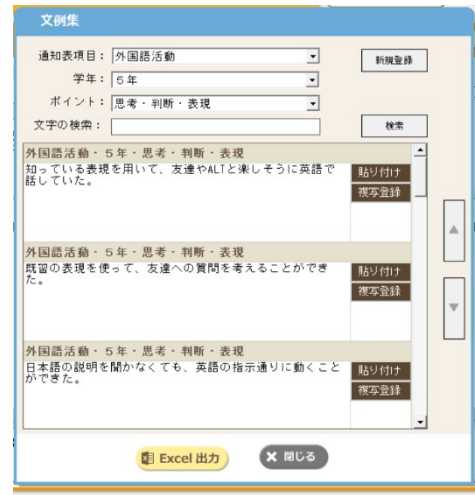 文例集
通知表項目： 外国語活動 新規登録
学年： ５年
ポイント： 思考・判断・表現
文字の検索： 検索
外国語活動・５年・思考・判断・表現
知っている表現を用いて、友達やALTと楽しそうに英語で
話していた。
貼り付け
複写登録
外国語活動・５年・思考・判断・表現
既習の表現を使って、友達への質問を考えることができ
た。
貼り付け
複写登録
外国語活動・５年・思考・判断・表現
日本語の説明を聞かなくても、英語の指示通りに動くこと
ができた。
貼り付け
複写登録
Excel 出力 閉じる